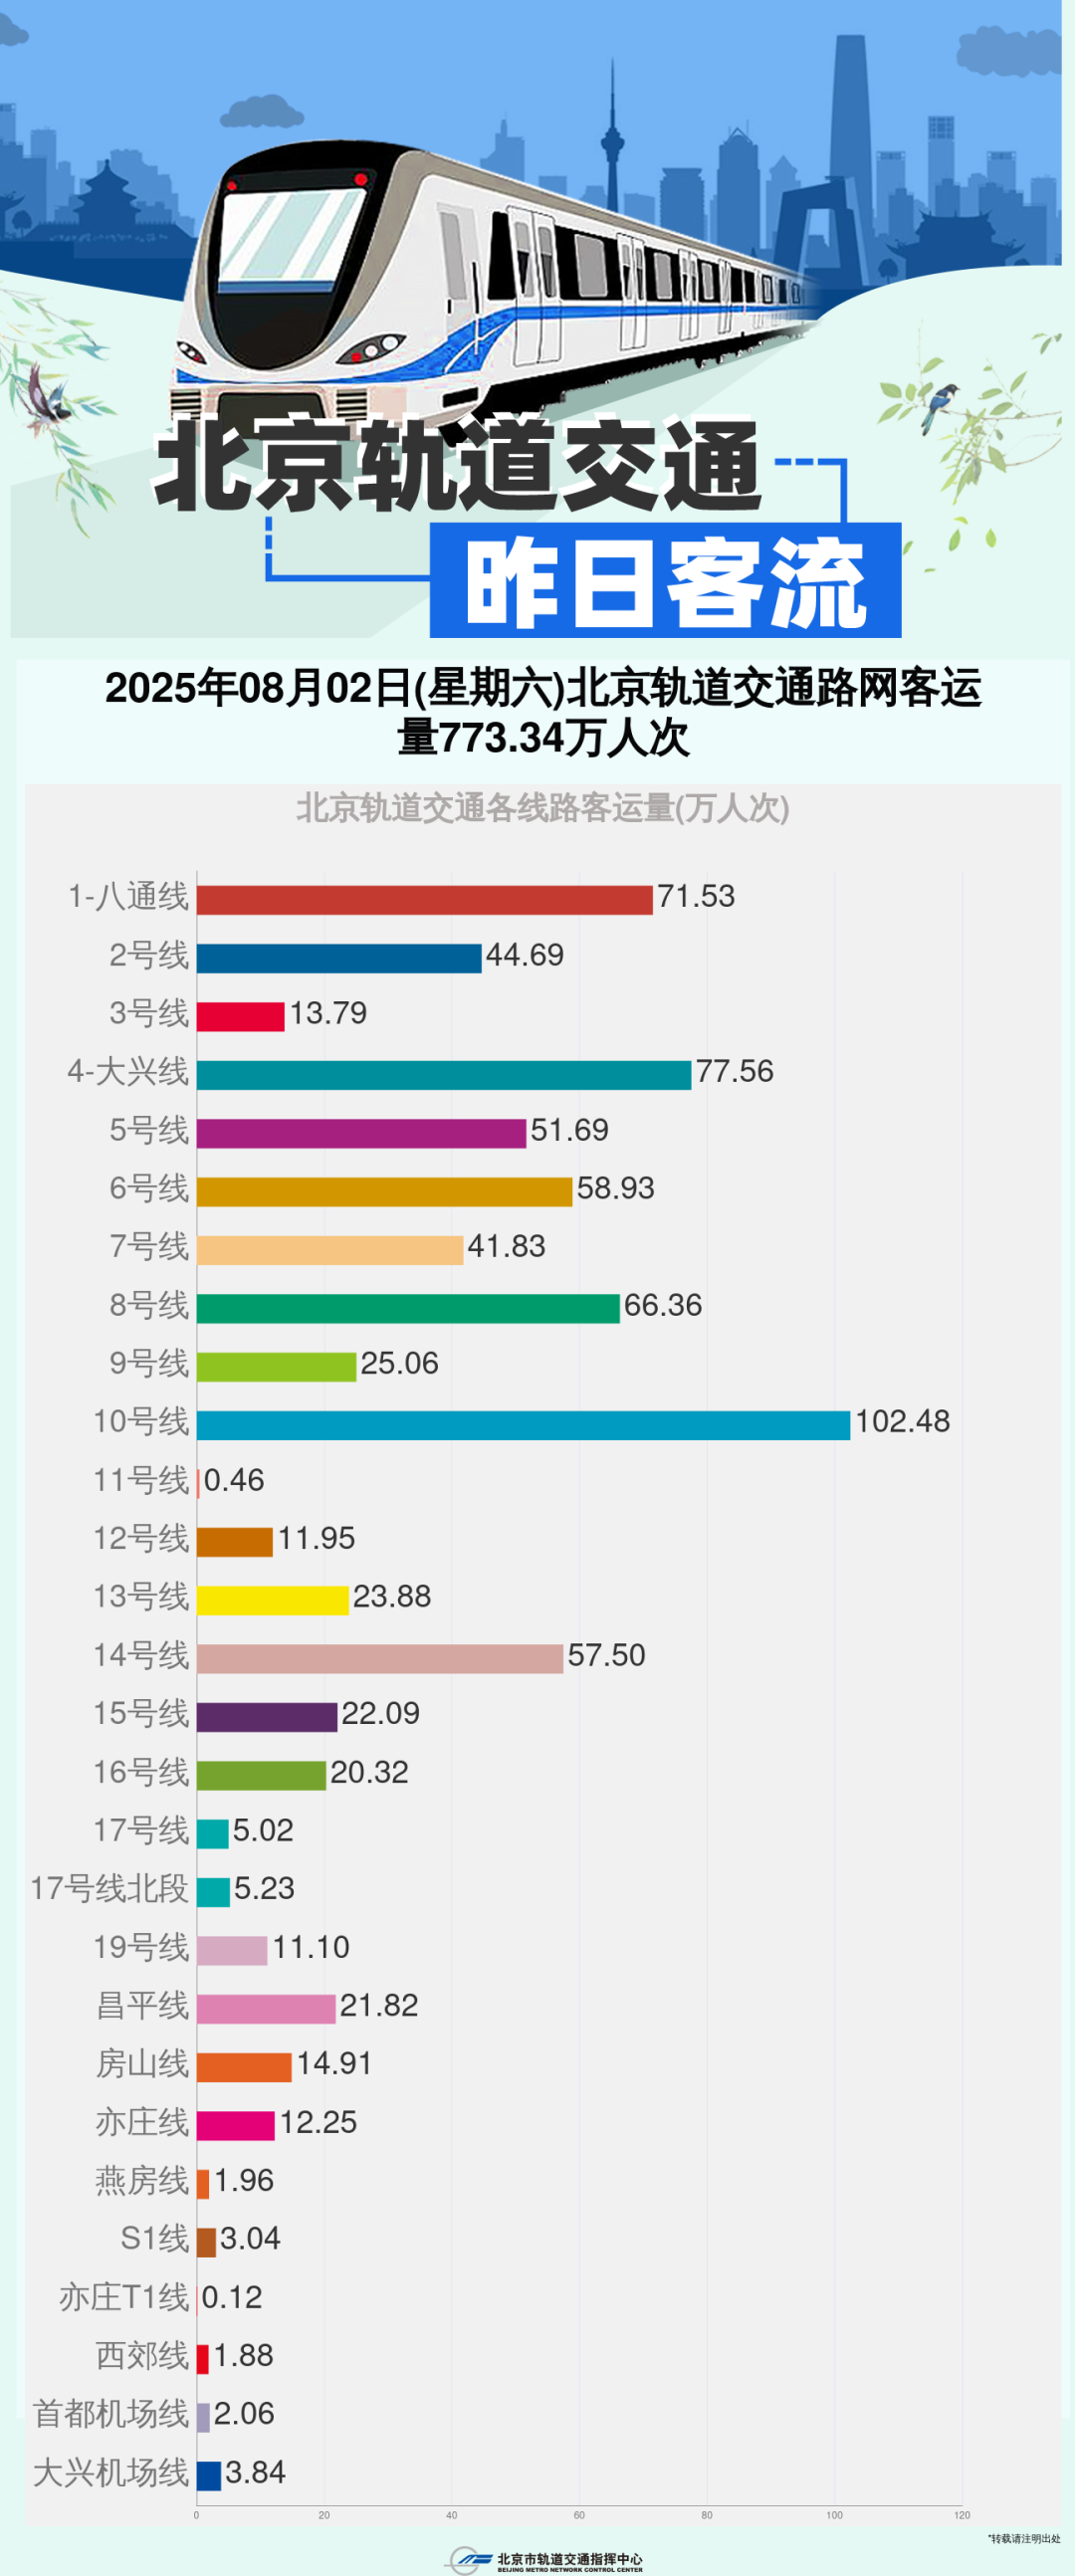 北京轨道交通
昨日客流
2025年08月02日(星期六)北京轨道交通路网客运
量773.34万人次
北京轨道交通各线路客运量(万人次)
1-八通线 71.53
2号线 44.69
3号线 13.79
4-大兴线 77.56
5号线 51.69
6号线 58.93
7号线 41.83
8号线 66.36
9号线 25.06
10号线 102.48
11号线 0.46
12号线 11.95
13号线 23.88
14号线 57.50
15号线 22.09
16号线 20.32
17号线 5.02
17号线北段 5.23
19号线 11.10
昌平线 21.82
房山线 14.91
亦庄线 12.25
燕房线 1.96
S1线 3.04
亦庄T1线 0.12
西郊线 1.88
首都机场线 2.06
大兴机场线 3.84
0 20 40 60 80 100 120
*转载请注明出处
北京市轨道交通指挥中心
BEIJING METRO NETWORK CONTROL CENTER